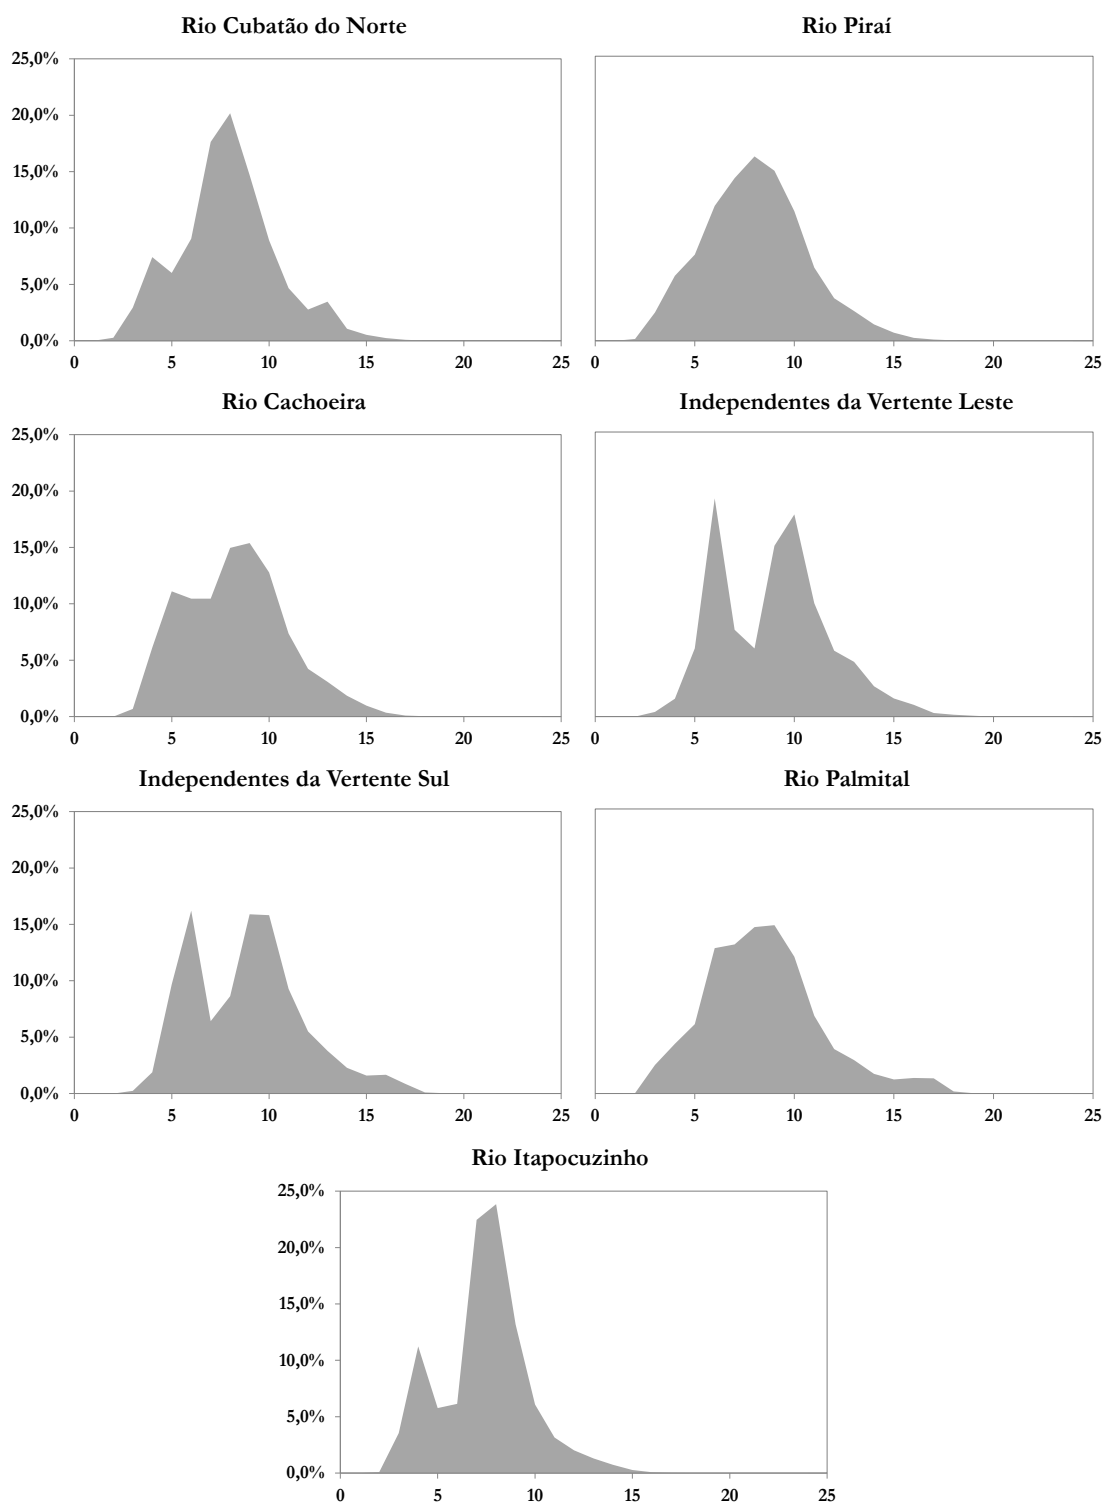 Rio Cubatão do Norte
Rio Piraí
25,0%
20,0%
15,0%
10,0%
5,0%
0,0%
0 5 10 15 20 25
0 5 10 15 20 25
Rio Cachoeira
Independentes da Vertente Leste
25,0%
20,0%
15,0%
10,0%
5,0%
0,0%
0 5 10 15 20 25
0 5 10 15 20 25
Independentes da Vertente Sul
Rio Palmital
25,0%
20,0%
15,0%
10,0%
5,0%
0,0%
0 5 10 15 20 25
0 5 10 15 20 25
Rio Itapocuzinho
25,0%
20,0%
15,0%
10,0%
5,0%
0,0%
0 5 10 15 20 25